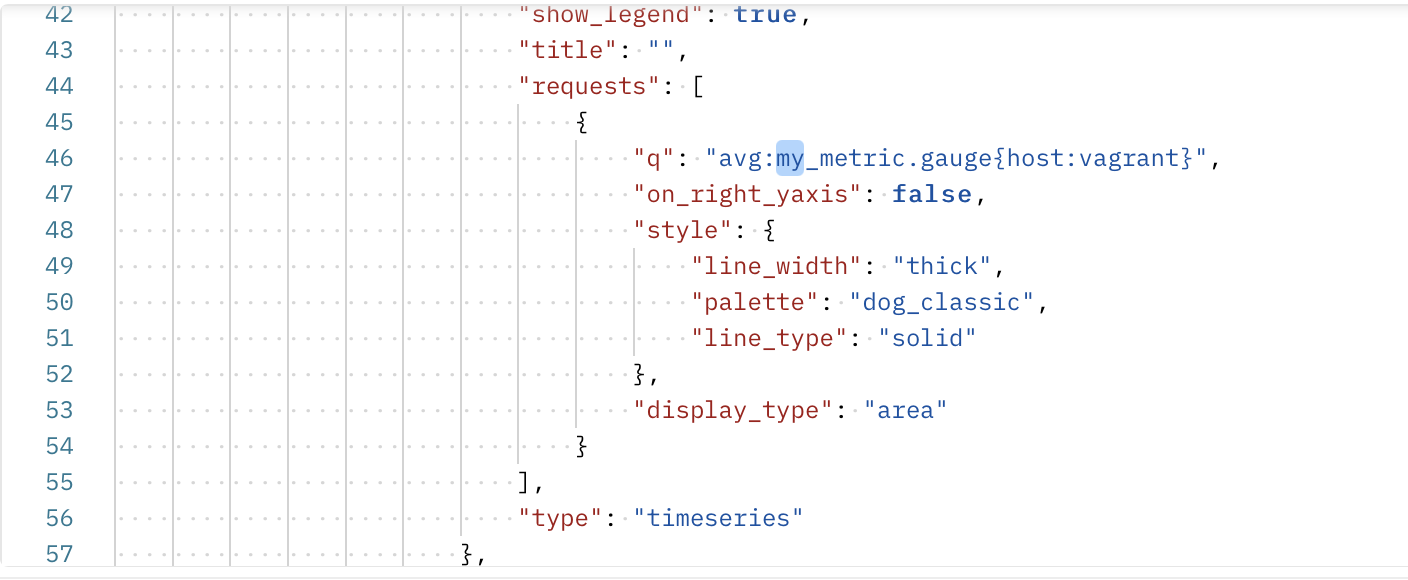 42 "show_legend": true,
43 "title": "",
44 "requests": [
45 {
46 "q": "avg:my_metric.gauge{host:vagrant}",
47 "on_right_yaxis": false,
48 "style": {
49 "line_width": "thick",
50 "palette": "dog_classic",
51 "line_type": "solid"
52 },
53 "display_type": "area"
54 }
55 ],
56 "type": "timeseries"
57 },